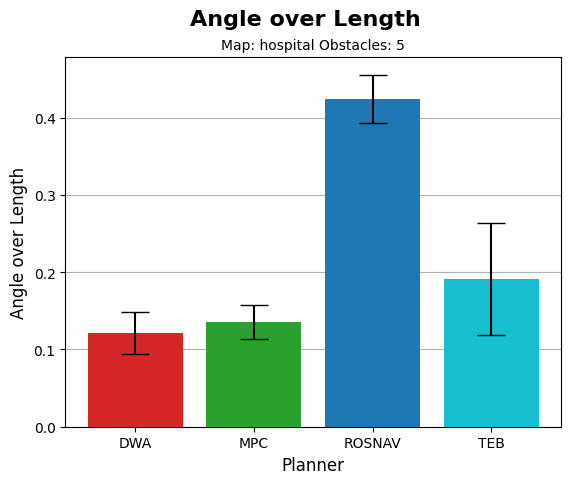 Angle over Length
Map: hospital Obstacles: 5
Angle over Length
0.4
0.3
0.2
0.1
0.0
DWA MPC ROSNAV TEB
Planner